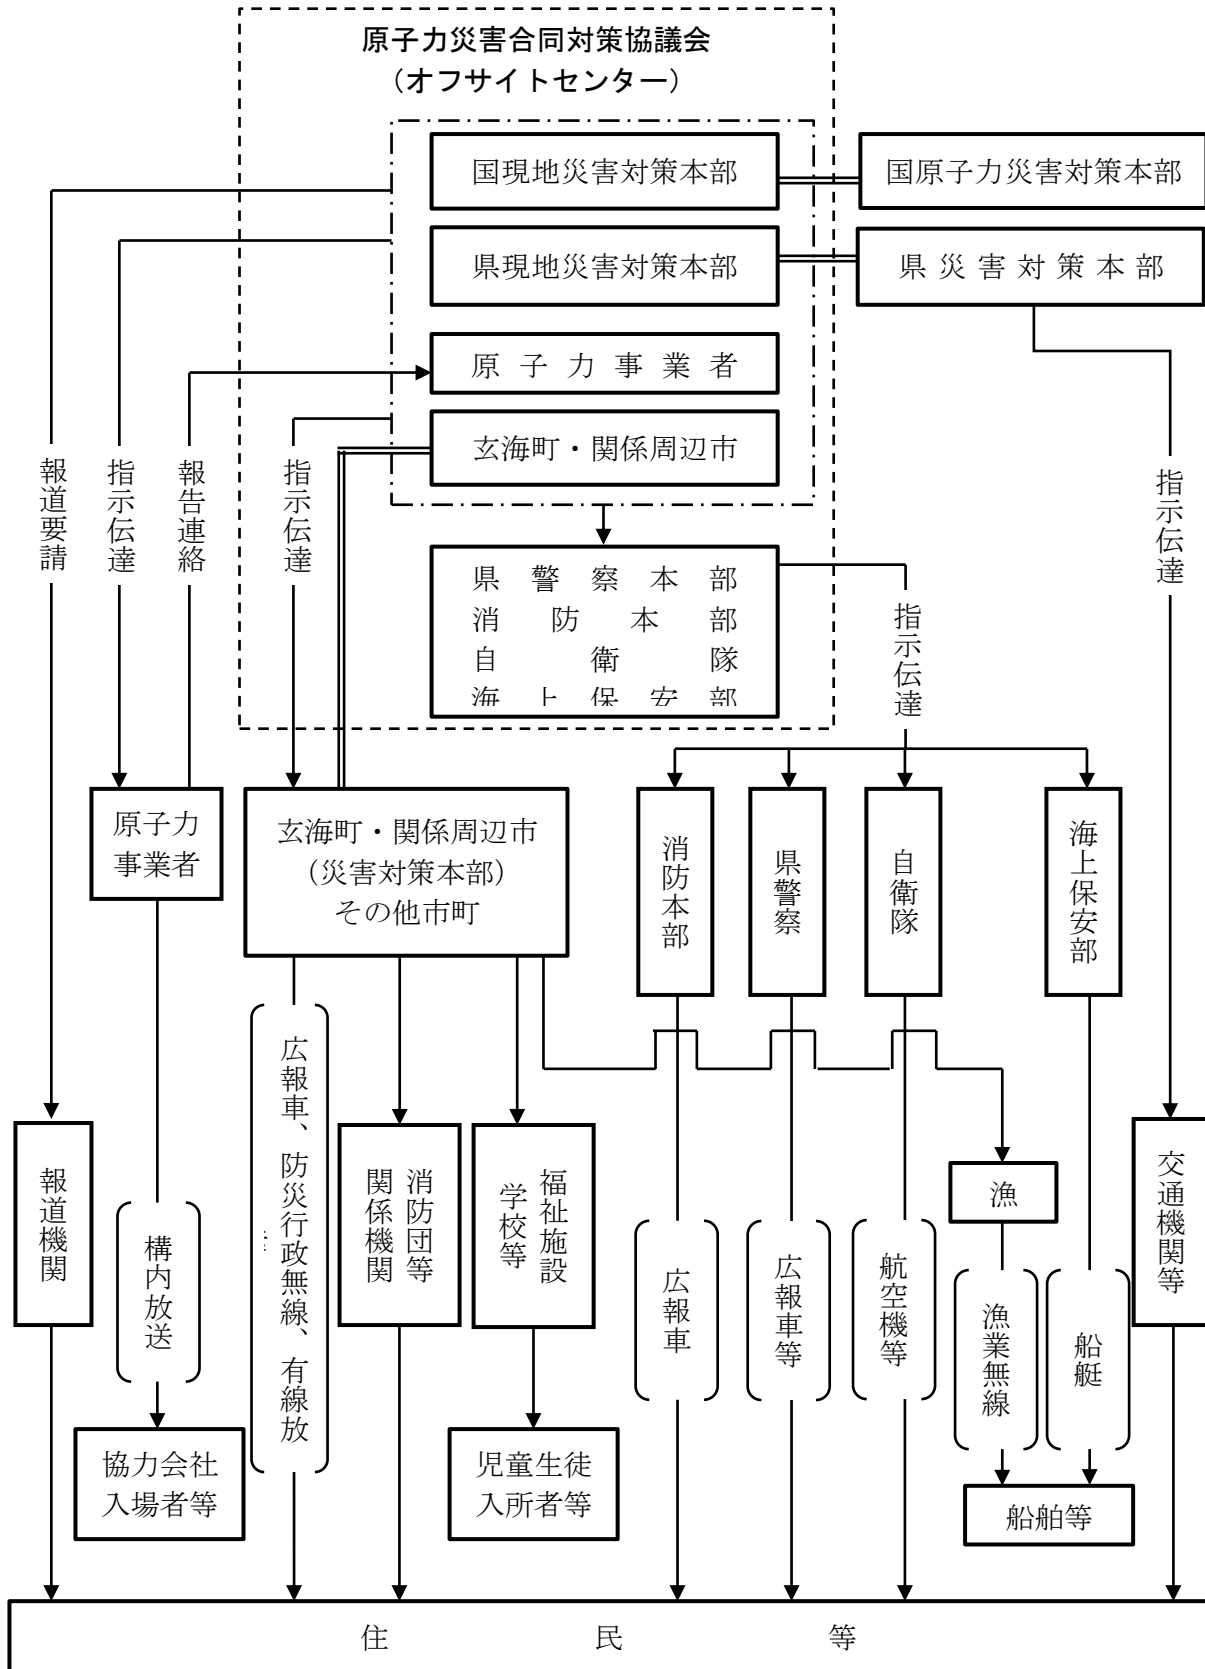 原子力災害合同対策協議会
（オフサイトセンター）
国現地災害対策本部
国原子力災害対策本部
県現地災害対策本部
県災害対策本部
原子力事業者
玄海町・関係周辺市
報道要請
指示伝達
報告連絡
指示伝達
指示伝達
県警察本部
消防本部
自衛隊
海上保安部
指示伝達
原子力
事業者
玄海町・関係周辺市
（災害対策本部）
その他市町
消防本部
県警察
自衛隊
海上保安部
広報車、防災行政無線、有線放
報道機関
構内放送
消防団等
関係機関
福祉施設
学校等
漁
交通機関等
広報車
広報車等
航空機等
漁業無線
船艇
協力会社
入場者等
児童生徒
入所者等
船舶等
住民等